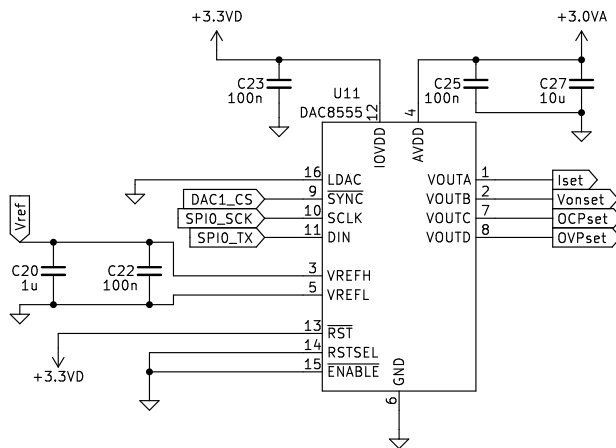 +3.3VD
+3.0VA
C23
100n
U11
DAC8555
C25
100n
C27
10u
12
IOVDD
4
AVDD
16
LDAC
VOUTA
1
Iset
DAC1_CS
9
SYNC
VOUTB
2
Vonset
SPI0_SCK
10
SCLK
VOUTC
7
OCPset
SPI0_TX
11
DIN
VOUTD
8
OVPset
Vref
C20
1u
C22
100n
3
VREFH
5
VREFL
13
RST
14
RSTSEL
15
ENABLE
+3.3VD
GND
6